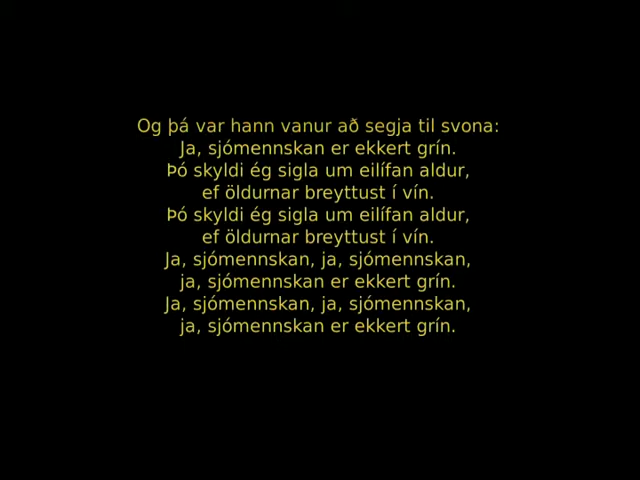 Og þá var hann vanur að segja til svona:
Ja, sjómennskan er ekkert grín.
Þó skyldi ég sigla um eilífan aldur,
ef öldurnar breyttust í vín.
Þó skyldi ég sigla um eilífan aldur,
ef öldurnar breyttust í vín.
Ja, sjómennskan, ja, sjómennskan,
ja, sjómennskan er ekkert grín.
Ja, sjómennskan, ja, sjómennskan,
ja, sjómennskan er ekkert grín.